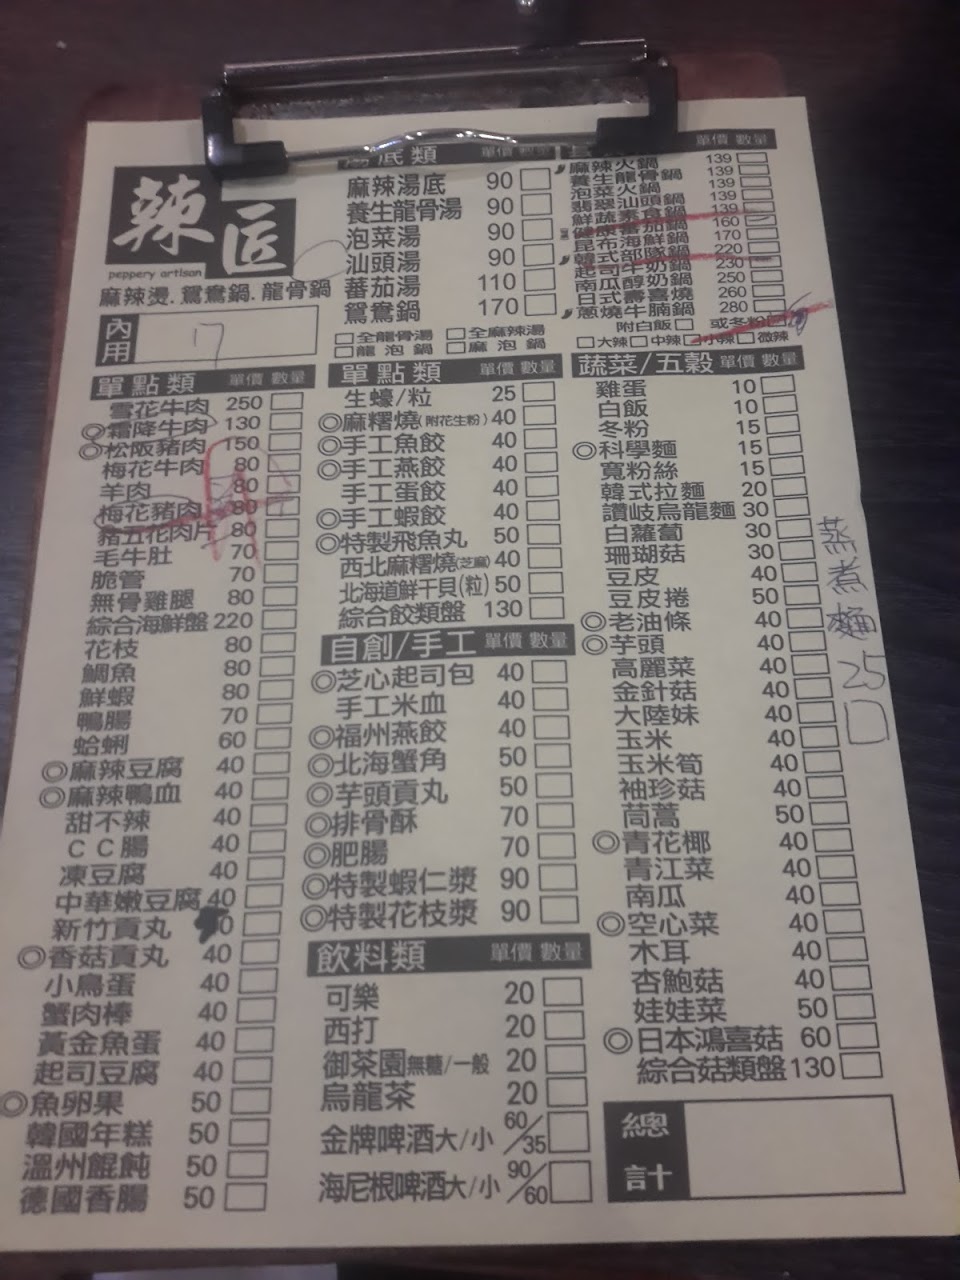 辣匠
peppery artisan
麻辣燙.鴛鴦鍋.龍骨鍋
內用
17
單點類 單價 數量
雪花牛肉 250
◎霜降牛肉 130
◎松阪豬肉 150
梅花牛肉 80
羊肉 80
梅花豬肉 80
豬五花肉片 80
毛牛肚 70
脆管 70
無骨雞腿 80
綜合海鮮盤 220
花枝 80
鯛魚 80
鮮蝦 80
鴨腸 70
蛤蜊 60
◎麻辣豆腐 40
◎麻辣鴨血 40
甜不辣 40
CC腸 40
凍豆腐 40
中華嫩豆腐 40
新竹貢丸
◎香菇貢丸 40
小鳥蛋 40
蟹肉棒 40
黃金魚蛋 40
起司豆腐 40
◎魚卵果 50
韓國年糕 50
溫州餛飩 50
德國香腸 50
湯底類 單價 數量
麻辣湯底 90
養生龍骨湯 90
泡菜湯 90
汕頭湯 90
蕃茄湯 110
鴛鴦鍋 170
全龍骨湯 全麻辣湯
龍泡鍋 麻泡鍋
單點類 單價 數量
生蠔/粒 25
◎麻糬燒(附花生粉) 40
◎手工魚餃 40
◎手工燕餃 40
手工蛋餃 40
◎手工蝦餃 40
◎特製飛魚丸 50
西北麻糬燒(芝麻) 40
北海道鮮干貝(粒) 50
綜合餃類盤 130
自創/手工 單價 數量
◎芝心起司包 40
手工米血 40
◎福州燕餃 40
◎北海蟹角 50
◎芋頭貢丸 50
◎排骨酥 70
◎肥腸 70
◎特製蝦仁漿 90
◎特製花枝漿 90
飲料類 單價 數量
可樂 20
西打 20
御茶園無糖/一般 20
烏龍茶 20
金牌啤酒大/小 60/35
海尼根啤酒大/小 90/60
單價 數量
麻辣火鍋 139
養生龍骨鍋 139
泡菜火鍋 139
翡翠汕頭鍋 139
鮮蔬素食鍋 139
健康蕃茄鍋 160
昆布海鮮鍋 170
韓式部隊鍋 220
起司牛奶鍋 230
南瓜醇奶鍋 250
日式壽喜燒 260
蔥燒牛腩鍋 280
附白飯 或冬粉
大辣 中辣 小辣 微辣
蔬菜/五穀 單價 數量
雞蛋 10
白飯 10
冬粉 15
◎科學麵 15
寬粉絲 15
韓式拉麵 20
讚岐烏龍麵 30
白蘿蔔 30
珊瑚菇 30
豆皮 40
豆皮捲 50
◎老油條 40
◎芋頭 40
高麗菜 40
金針菇 40
大陸妹 40
玉米 40
玉米筍 40
袖珍菇 40
茼蒿 50
◎青花椰 40
青江菜 40
南瓜 40
◎空心菜 40
木耳 40
杏鮑菇 40
娃娃菜 50
◎日本鴻喜菇 60
綜合菇類盤 130
蒸煮麵 25
總計